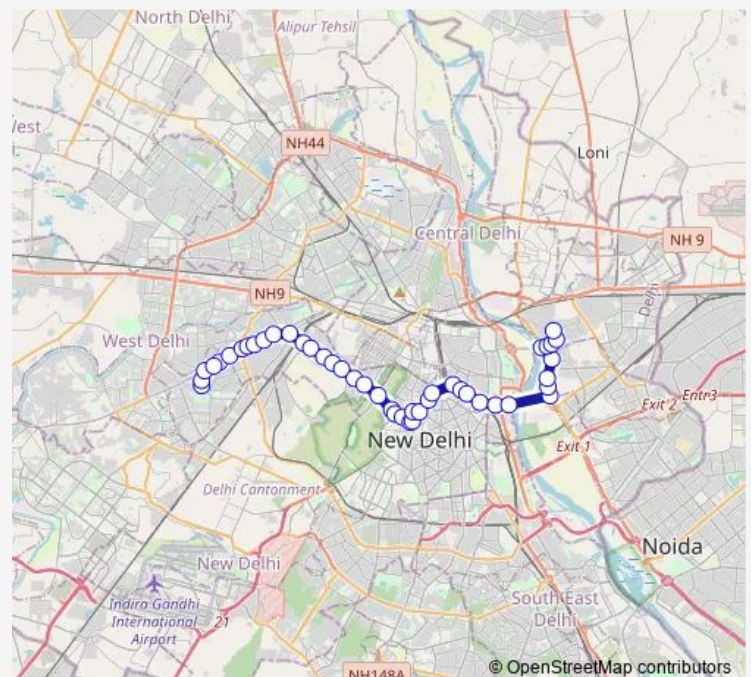 North Delhi
Alipur Tehsil
NH44
Loni
Central Delhi
NH 9
NH9
Delhi
West Delhi
Entr3
Exit 2
New Delhi
Exit 1
Delhi Cantonment
Noida
New Delhi
Indira Gandhi
International
Airport
21
South East
Delhi
NH148A
© OpenStreetMap contributors